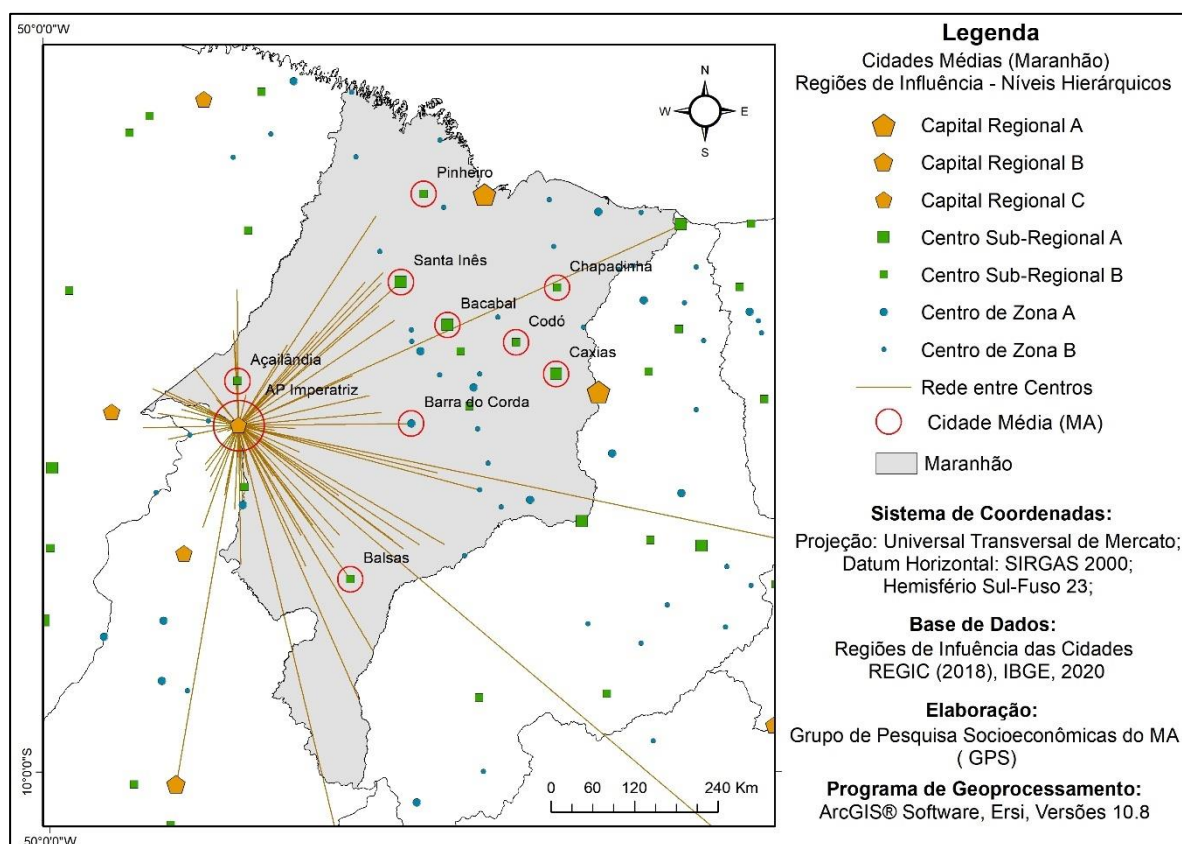 50°0'0"W
N
W
E
S
Pinheiro
Santa Inês
Chapadinha
Bacabal
Codó
Caxias
Açailândia
AP Imperatriz
Barra do Corda
Balsas
10°0'0"S
0 60 120 240 Km
50°0'0"W
Legenda
Cidades Médias (Maranhão)
Regiões de Influência - Níveis Hierárquicos
Capital Regional A
Capital Regional B
Capital Regional C
Centro Sub-Regional A
Centro Sub-Regional B
Centro de Zona A
Centro de Zona B
Rede entre Centros
Cidade Média (MA)
Maranhão
Sistema de Coordenadas:
Projeção: Universal Transversal de Mercato;
Datum Horizontal: SIRGAS 2000;
Hemisfério Sul-Fuso 23;
Base de Dados:
Regiões de Infuência das Cidades
REGIC (2018), IBGE, 2020
Elaboração:
Grupo de Pesquisa Socioeconômicas do MA
( GPS)
Programa de Geoprocessamento:
ArcGIS® Software, Ersi, Versões 10.8